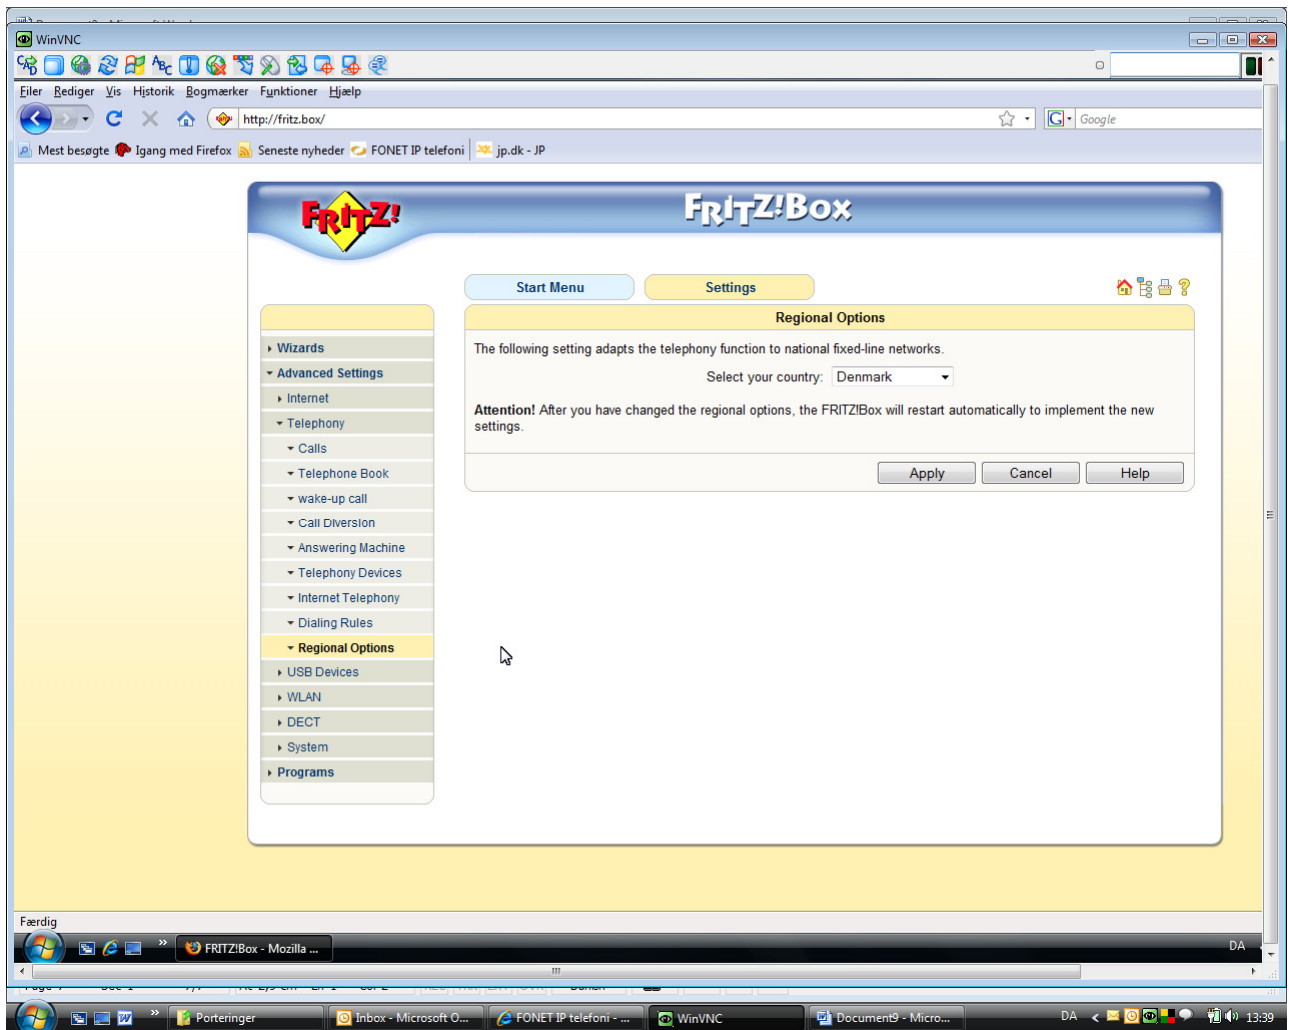 WinVNC
Filer Rediger Vis Historik Bogmærker Funktioner Hjælp
http://fritz.box/
Google
Mest besøgte Igang med Firefox Seneste nyheder FONET IP telefoni jp.dk - JP
FRITZ!
FRITZ!Box
Start Menu Settings
Regional Options
Wizards
Advanced Settings
Internet
Telephony
Calls
Telephone Book
wake-up call
Call Diversion
Answering Machine
Telephony Devices
Internet Telephony
Dialing Rules
Regional Options
USB Devices
WLAN
DECT
System
Programs
The following setting adapts the telephony function to national fixed-line networks.
Select your country: Denmark
Attention! After you have changed the regional options, the FRITZ!Box will restart automatically to implement the new
settings.
Apply Cancel Help
Færdig
FRITZ!Box - Mozilla ...
DA
Porteringer Inbox - Microsoft O... FONET IP telefoni - ... WinVNC Document9 - Micro... DA 13:39